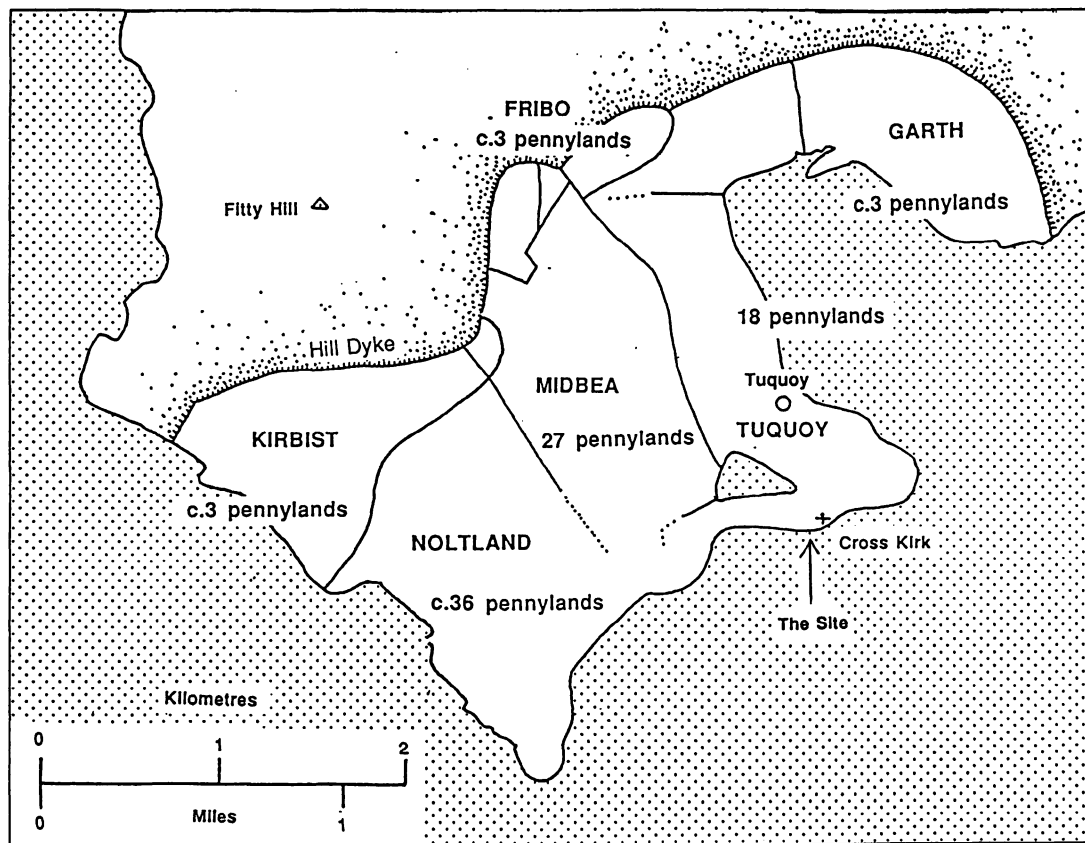 FRIBO
c.3 pennylands
GARTH
c.3 pennylands
Fitty Hill
18 pennylands
Hill Dyke
Tuquoy
MIDBEA
TUQUOY
KIRBIST
27 pennylands
c.3 pennylands
NOLTLAND
Cross Kirk
c.36 pennylands
The Site
Kilometres
0 1 2
Miles
0 1